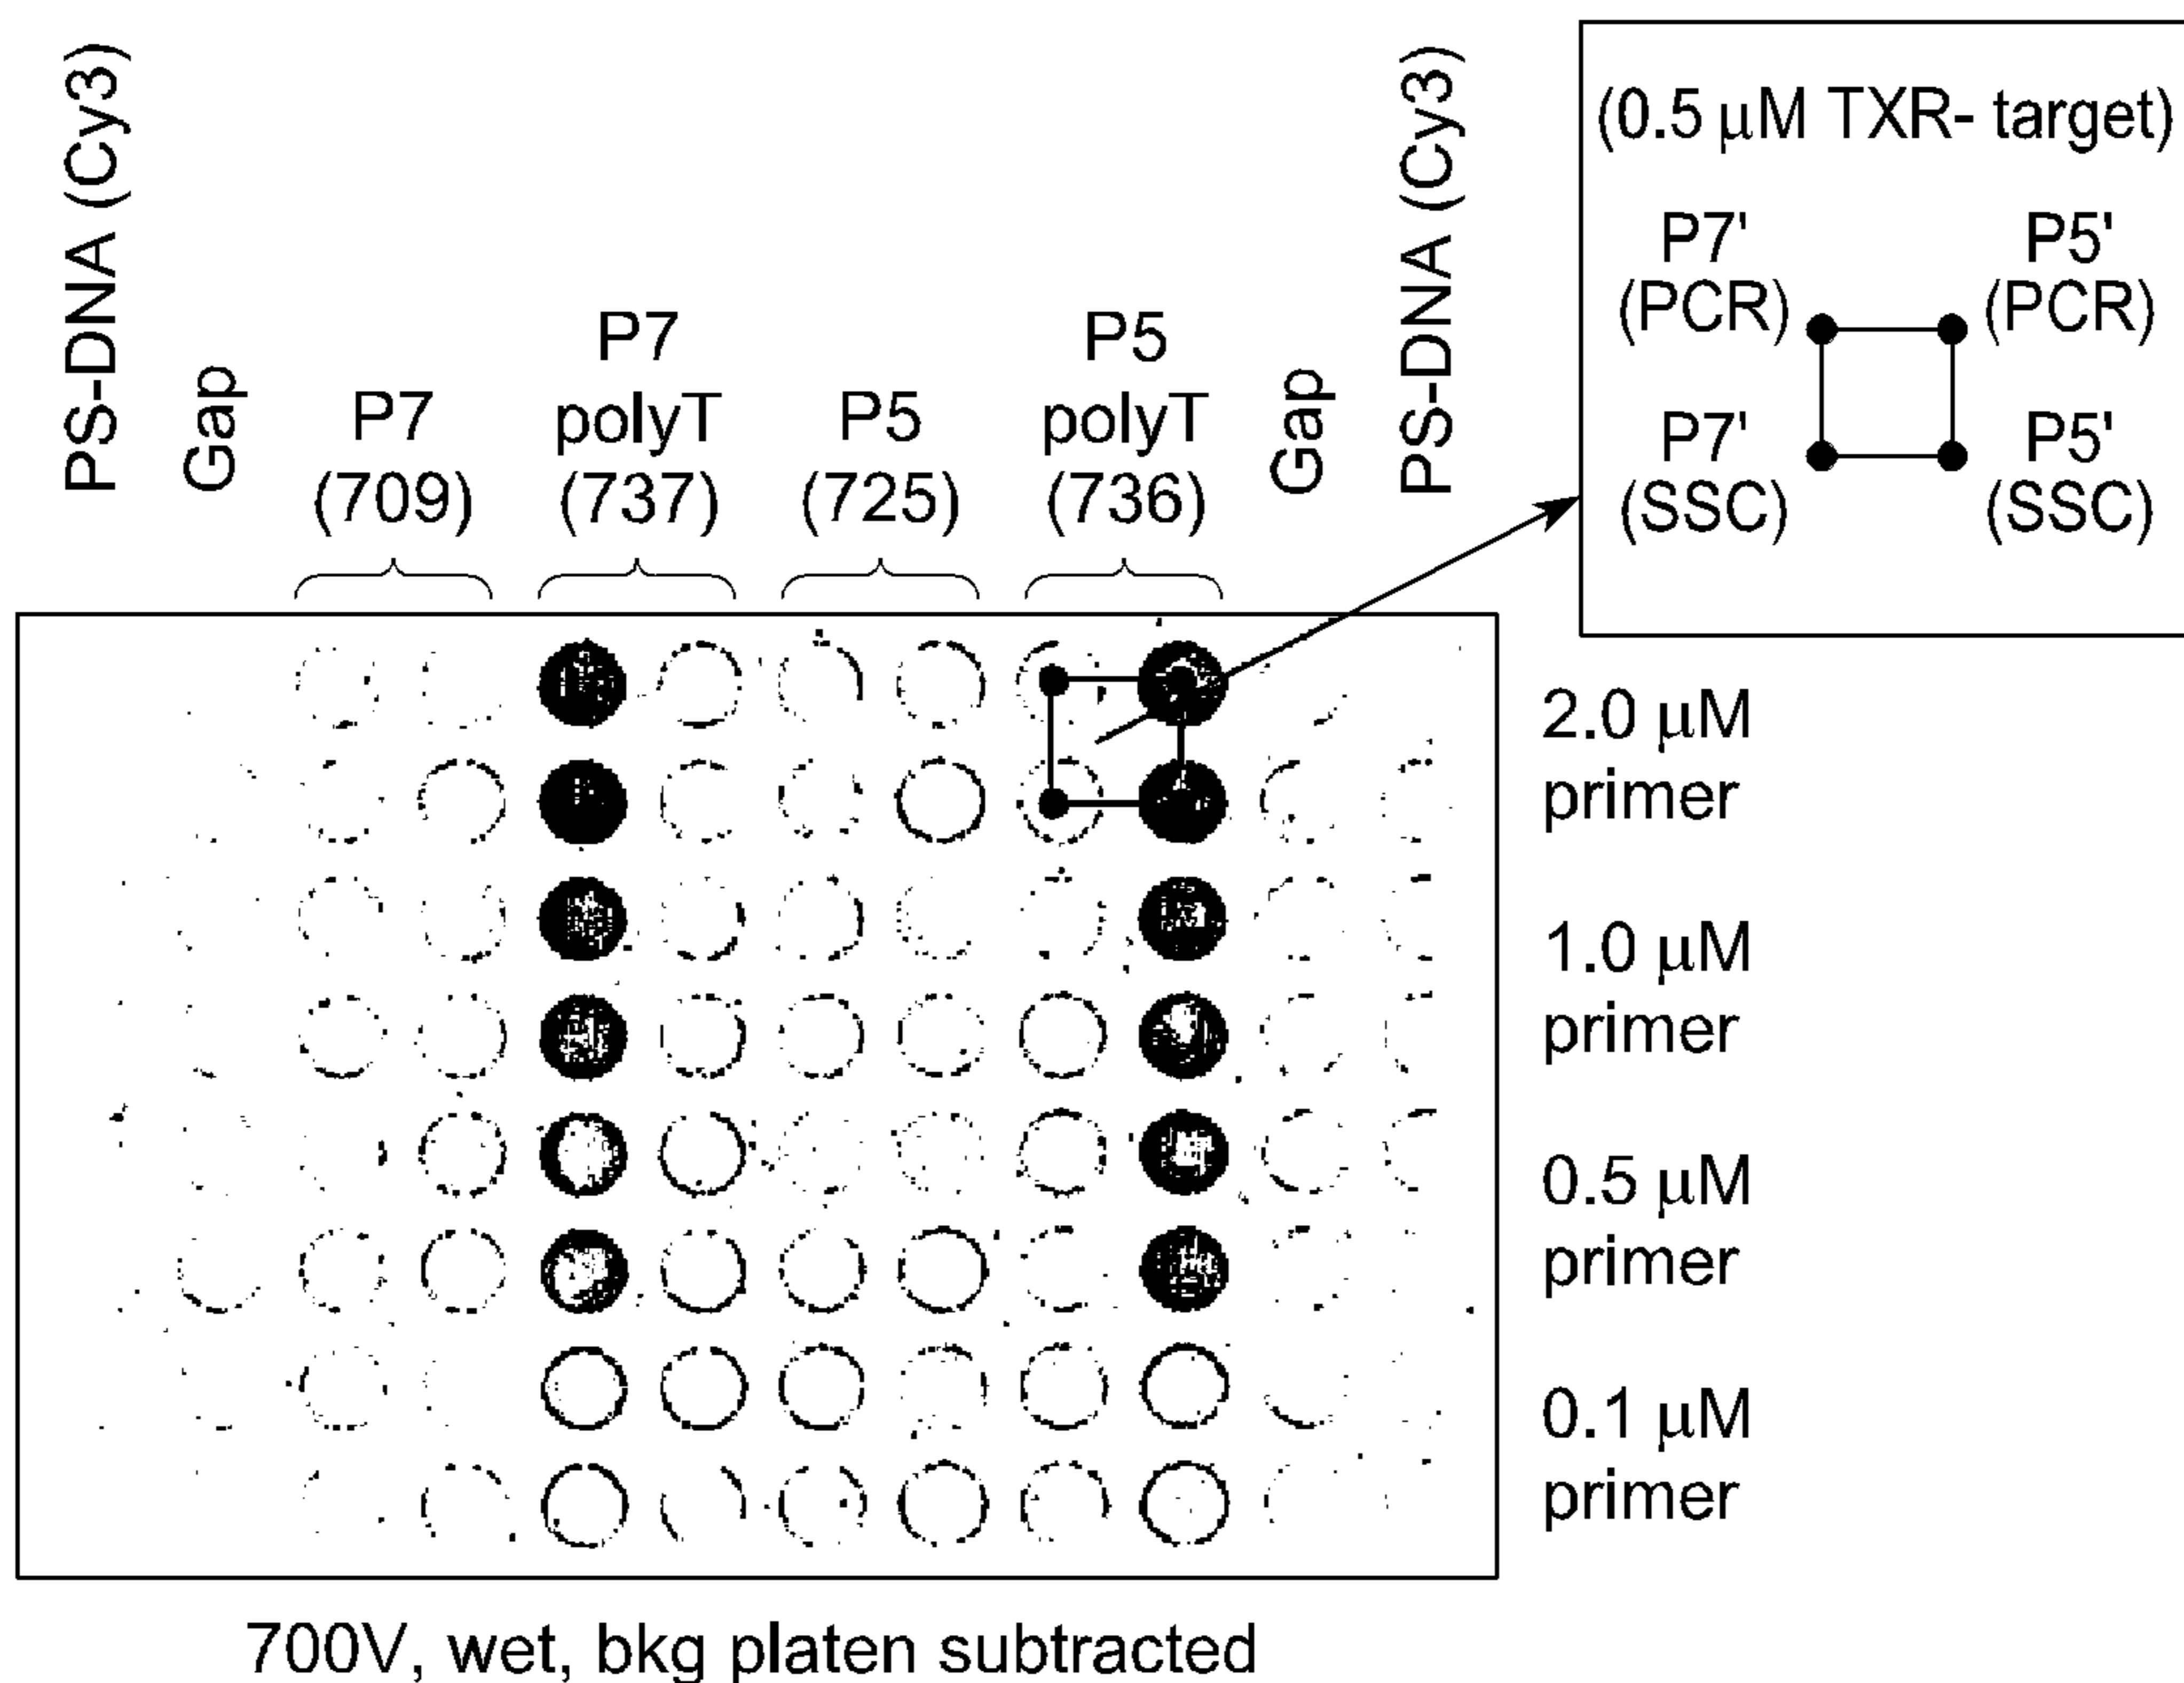 PS-DNA (Cy3)
Gap
P7
(709)
P7
polyT
(737)
P5
(725)
P5
polyT
(736)
Gap
PS-DNA (Cy3)
(0.5 µM TXR- target)
P7'
(PCR)
P5'
(PCR)
P7'
(SSC)
P5'
(SSC)
2.0 µM
primer
1.0 µM
primer
0.5 µM
primer
0.1 µM
primer
700V, wet, bkg platen subtracted